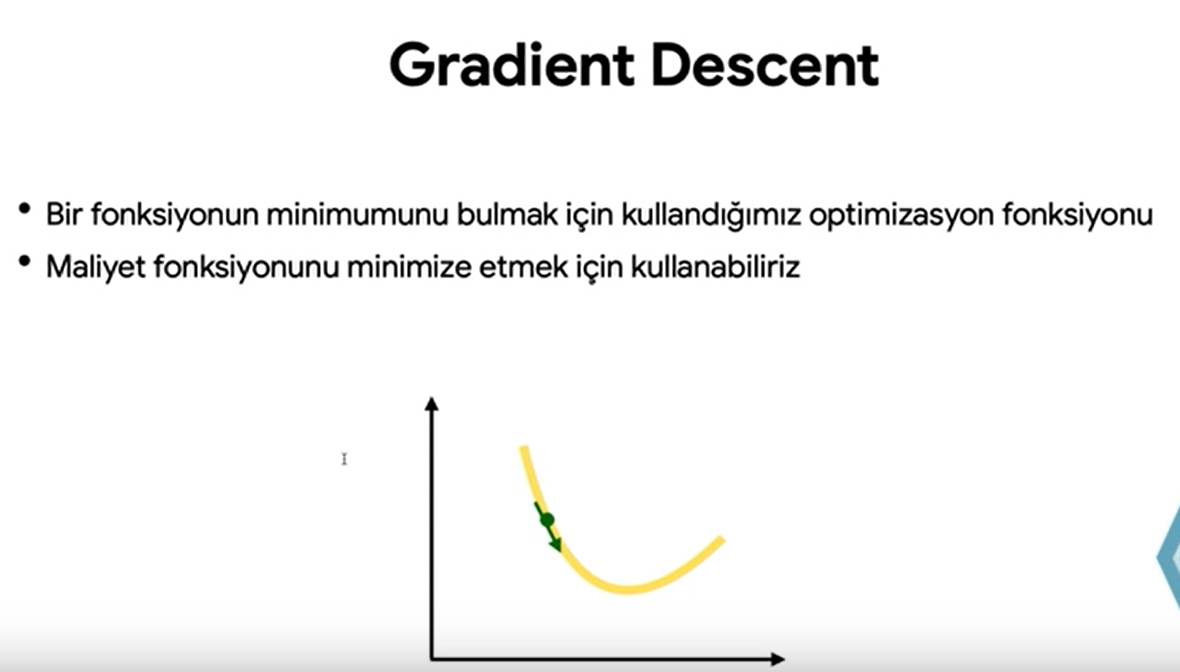 Gradient Descent
• Bir fonksiyonun minimumunu bulmak için kullandığımız optimizasyon fonksiyonu
• Maliyet fonksiyonunu minimize etmek için kullanabiliriz